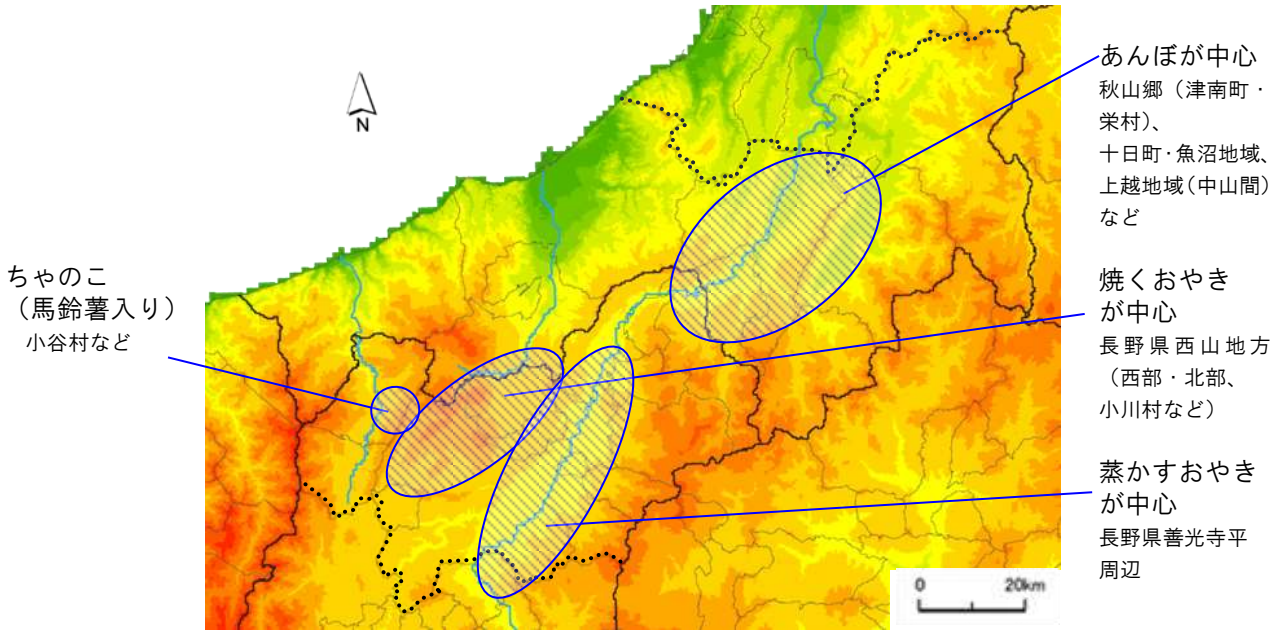 N
ちゃのこ
（馬鈴薯入り）
小谷村など
あんぼが中心
秋山郷（津南町・
栄村）、
十日町・魚沼地域、
上越地域（中山間）
など
焼くおやき
が中心
長野県西山地方
（西部・北部、
小川村など）
蒸かすおやき
が中心
長野県善光寺平
周辺
0 20km